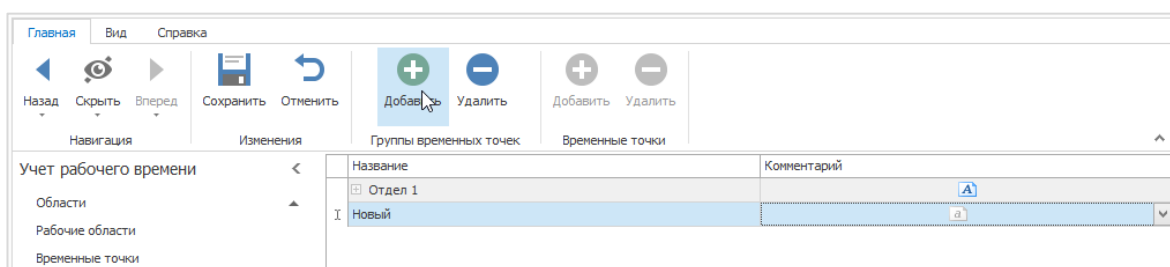 Главная Вид Справка
Назад Скрыть Вперед Сохранить Отменить Добавить Удалить Добавить Удалить
Навигация Изменения Группы временных точек Временные точки
Учет рабочего времени Название Комментарий
Отдел 1 A
Области
Новый a
Рабочие области
Временные точки